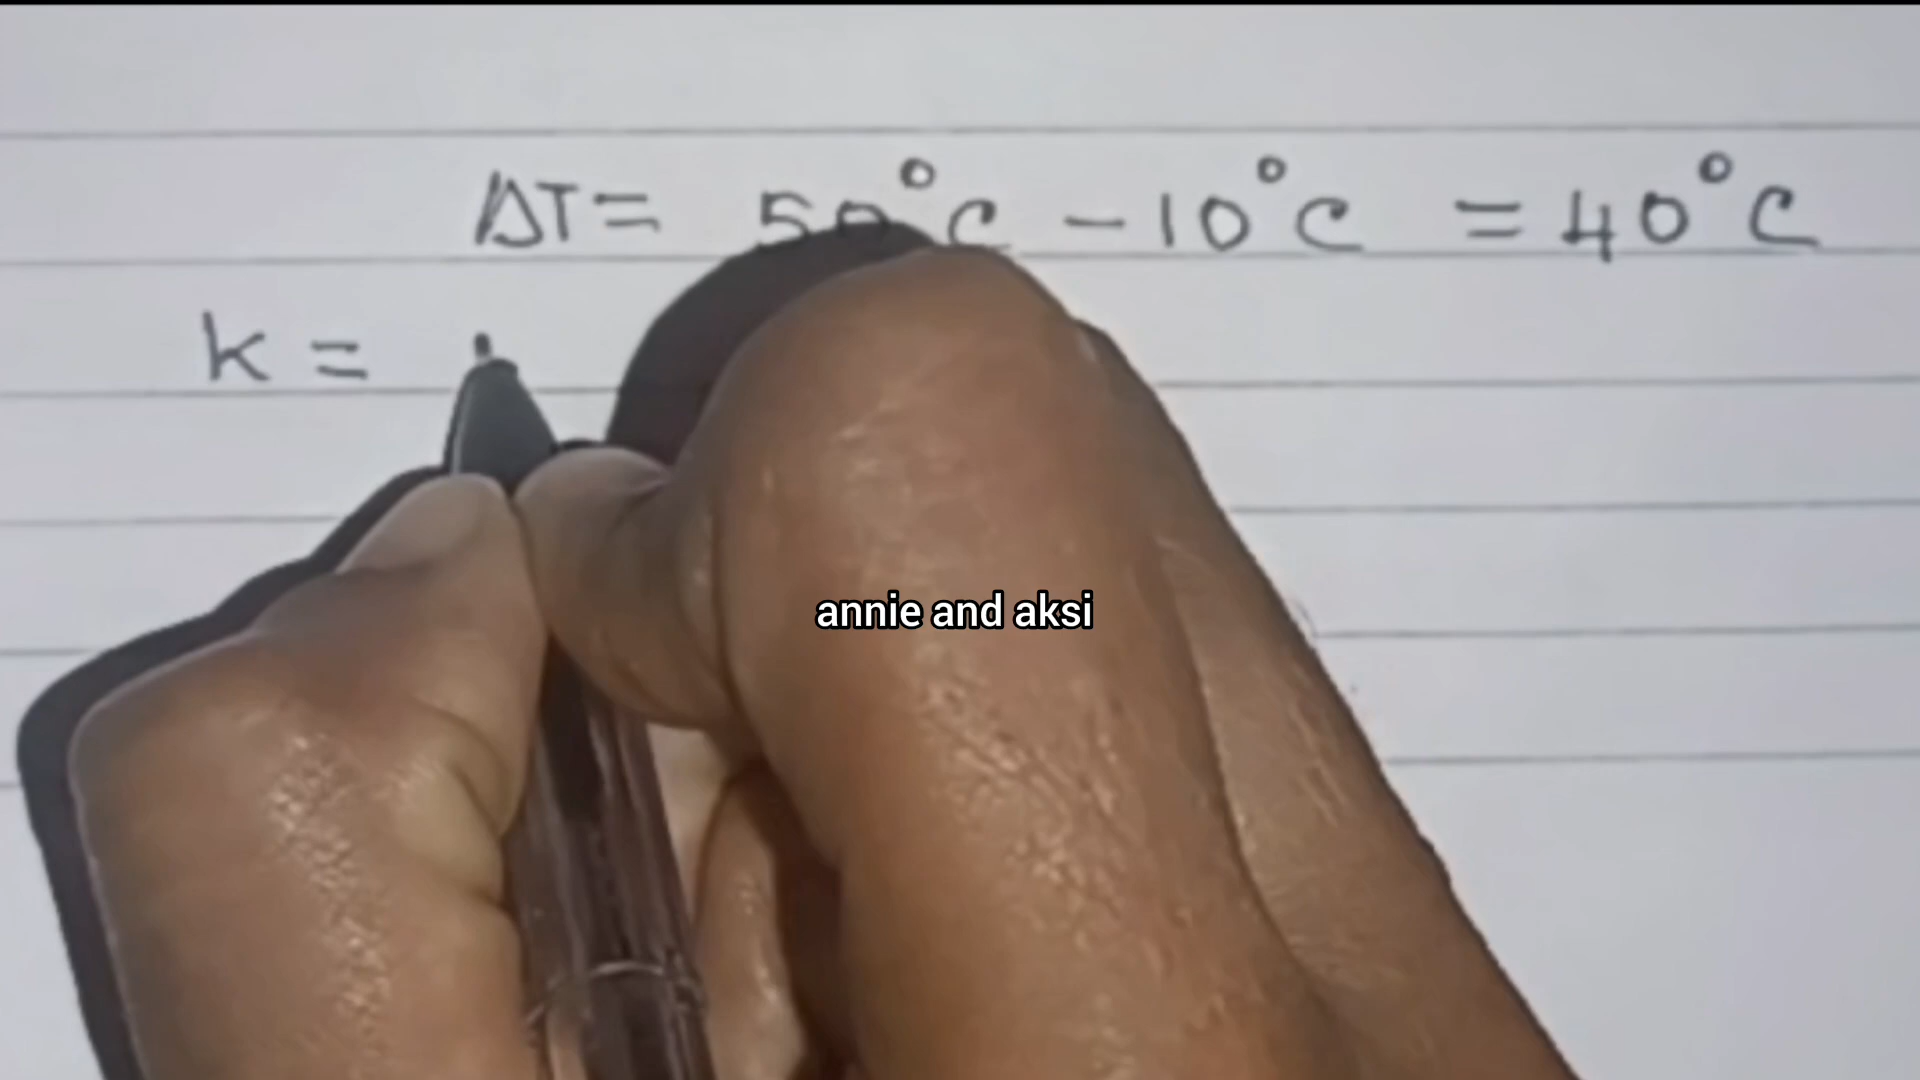 ΔT= 50°C -10°C = 40°C
k =
annie and aksi